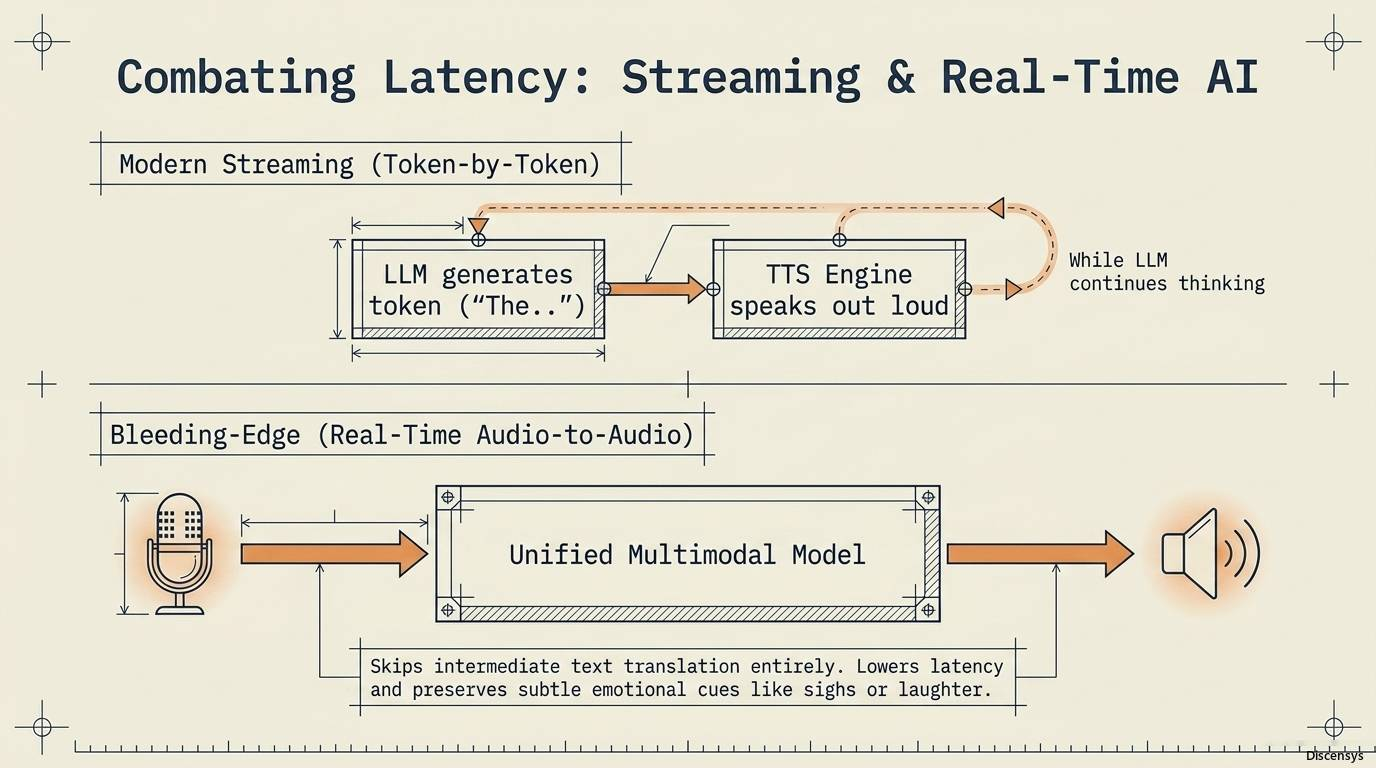 Combating Latency: Streaming & Real-Time AI
Modern Streaming (Token-by-Token)
LLM generates
token (“The..”)
TTS Engine
speaks out loud
While LLM
continues thinking
Bleeding-Edge (Real-Time Audio-to-Audio)
Unified Multimodal Model
Skips intermediate text translation entirely. Lowers latency
and preserves subtle emotional cues like sighs or laughter.
Discensys